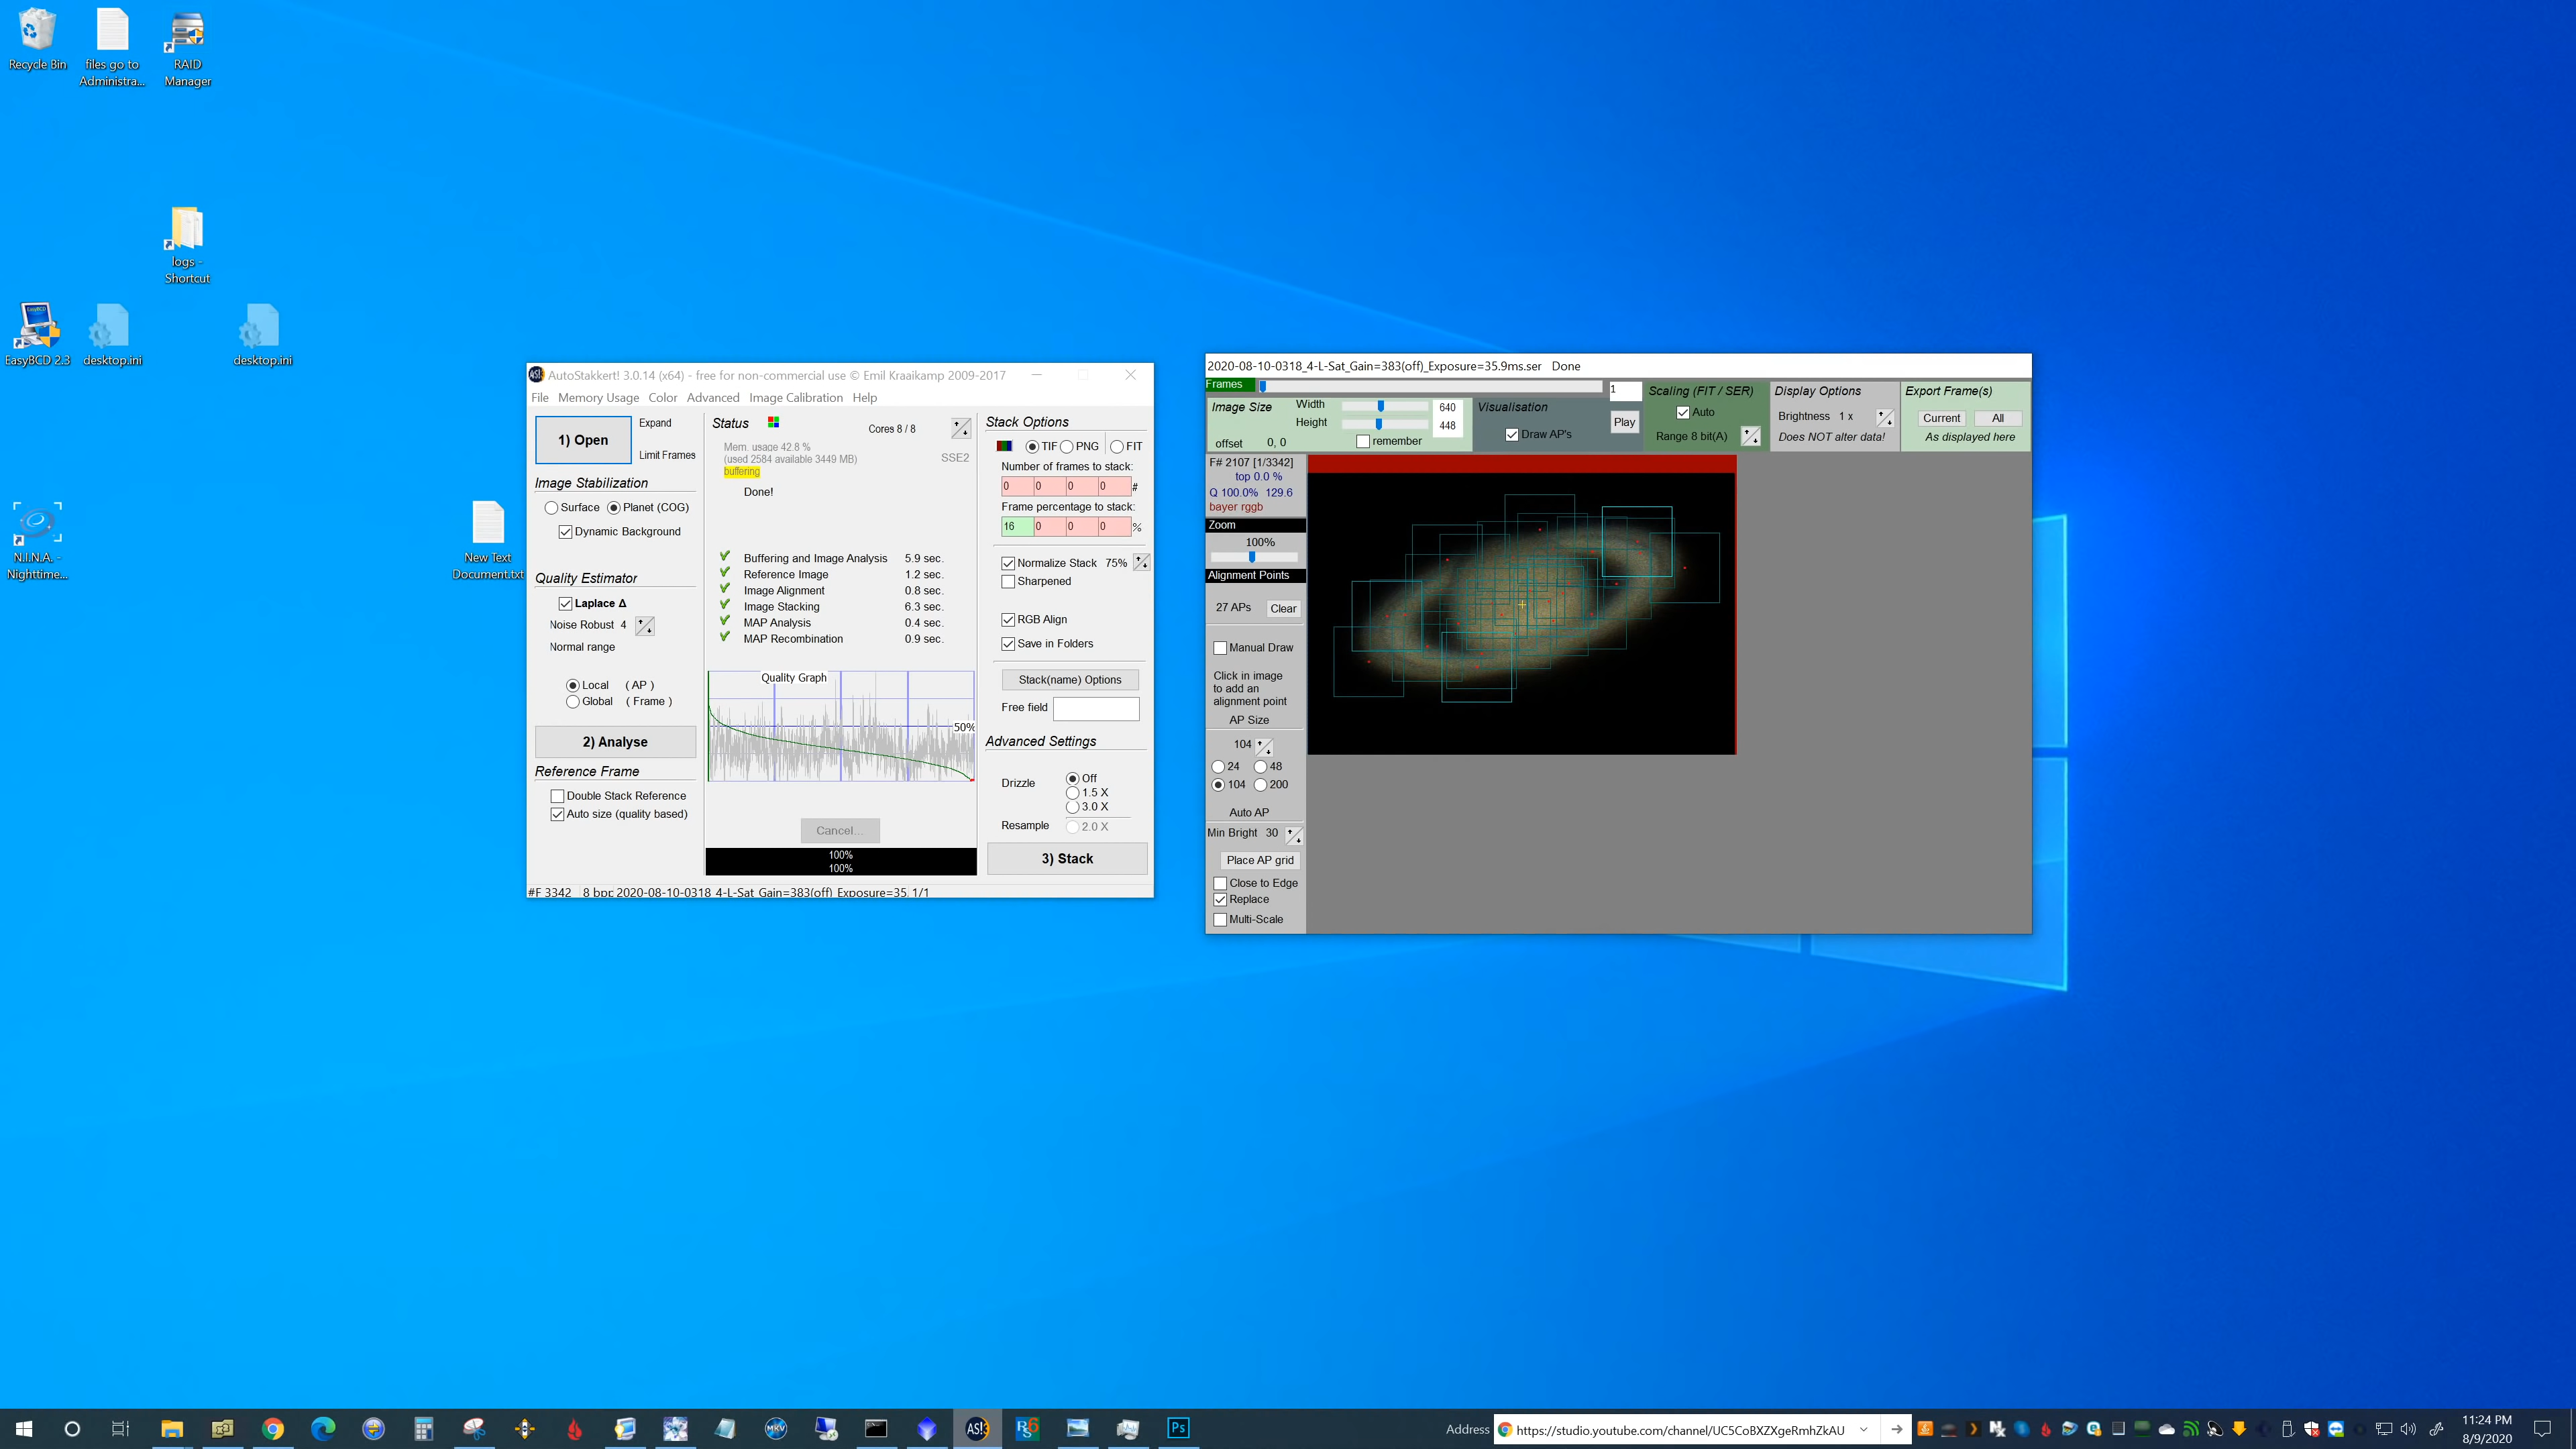 Recycle Bin
files go to
Administra...
RAID
Manager
logs -
Shortcut
EasyBCD 2.3
desktop.ini
desktop.ini
N.I.N.A. -
Nighttime...
New Text
Document.txt
AutoStakkert! 3.0.14 (x64) - free for non-commercial use © Emil Kraaikamp 2009-2017
File Memory Usage Color Advanced Image Calibration Help
1) Open
Expand
Limit Frames
Image Stabilization
Surface Planet (COG)
Dynamic Background
Quality Estimator
Laplace Δ
Noise Robust 4
Normal range
Local ( AP )
Global ( Frame )
2) Analyse
Reference Frame
Double Stack Reference
Auto size (quality based)
Status
Cores 8 / 8
Mem. usage 42.8 %
(used 2584 available 3449 MB)
SSE2
buffering
Done!
Buffering and Image Analysis 5.9 sec.
Reference Image 1.2 sec.
Image Alignment 0.8 sec.
Image Stacking 6.3 sec.
MAP Analysis 0.4 sec.
MAP Recombination 0.9 sec.
Quality Graph
50%
Cancel...
100%
100%
Stack Options
TIF PNG FIT
Number of frames to stack:
0 0 0 0 #
Frame percentage to stack:
16 0 0 0 %
Normalize Stack 75%
Sharpened
RGB Align
Save in Folders
Stack(name) Options
Free field
Advanced Settings
Drizzle
Off
1.5 X
3.0 X
Resample 2.0 X
3) Stack
#F 3342 8 bpp 2020-08-10-0318_4-L-Sat_Gain=383(off)_Exposure=35. 1/1
2020-08-10-0318_4-L-Sat_Gain=383(off)_Exposure=35.9ms.ser Done
Frames
1
Image Size
Width 640
Height 448
offset 0, 0
remember
Visualisation
Draw AP's
Play
Scaling (FIT / SER)
Auto
Range 8 bit(A)
Display Options
Brightness 1 x
Does NOT alter data!
Export Frame(s)
Current All
As displayed here
F# 2107 [1/3342]
top 0.0 %
Q 100.0% 129.6
bayer rggb
Zoom
100%
Alignment Points
27 APs Clear
Manual Draw
Click in image
to add an
alignment point
AP Size
104
24 48
104 200
Auto AP
Min Bright 30
Place AP grid
Close to Edge
Replace
Multi-Scale
AS!3
MKV
R6
S
Ps
Address https://studio.youtube.com/channel/UC5CoBXZXgeRmhZkAU
11:24 PM
8/9/2020